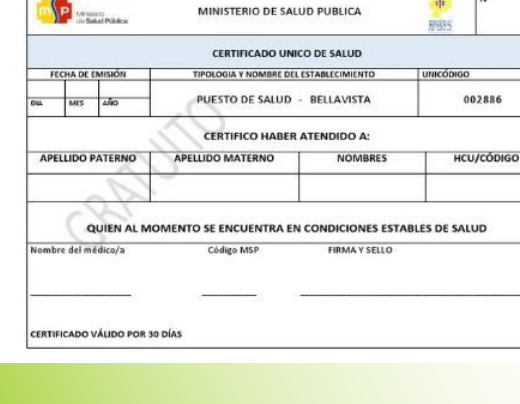 Ministerio
de Salud Pública
MINISTERIO DE SALUD PUBLICA
CERTIFICADO UNICO DE SALUD
FECHA DE EMISIÓN TIPOLOGIA Y NOMBRE DEL ESTABLECIMIENTO UNICÓDIGO
DIA MES AÑO PUESTO DE SALUD - BELLAVISTA 002886
CERTIFICO HABER ATENDIDO A:
APELLIDO PATERNO APELLIDO MATERNO NOMBRES HCU/CÓDIGO
GRATUITO
QUIEN AL MOMENTO SE ENCUENTRA EN CONDICIONES ESTABLES DE SALUD
Nombre del médico/a Código MSP FIRMA Y SELLO
CERTIFICADO VÁLIDO POR 30 DÍAS